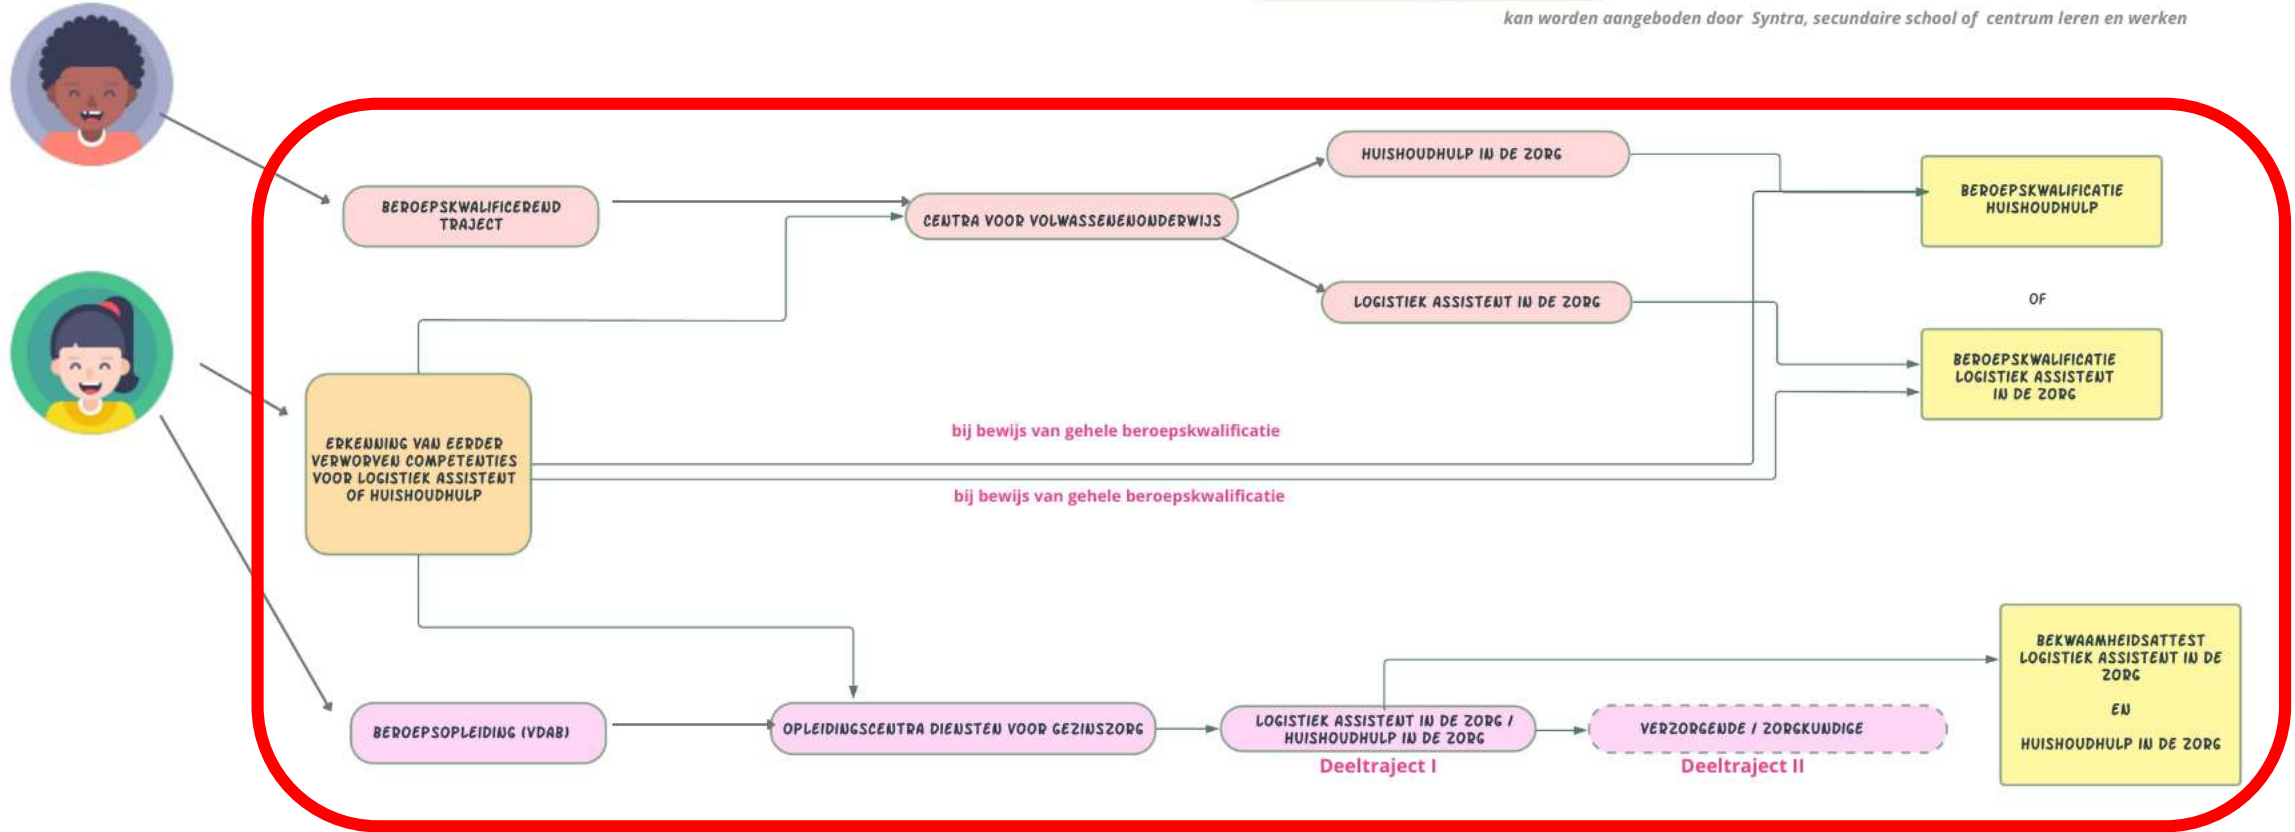 kan worden aangeboden door Syntra, secundaire school of centrum leren en werken
HUISHOUDHULP IN DE ZORG
BEROEPSKWALIFICEREND
TRAJECT
CENTRA VOOR VOLWASSENENONDERWIJS
BEROEPSKWALIFICATIE
HUISHOUDHULP
OF
LOGISTIEK ASSISTENT IN DE ZORG
BEROEPSKWALIFICATIE
LOGISTIEK ASSISTENT
IN DE ZORG
ERKENNING VAN EERDER
VERWORVEN COMPETENTIES
VOOR LOGISTIEK ASSISTENT
OF HUISHOUDHULP
bij bewijs van gehele beroepskwalificatie
bij bewijs van gehele beroepskwalificatie
BEROEPSOPLEIDING (VDAB)
OPLEIDINGSCENTRA DIENSTEN VOOR GEZINSZORG
LOGISTIEK ASSISTENT IN DE ZORG /
HUISHOUDHULP IN DE ZORG
Deeltraject I
VERZORGENDE / ZORGKUNDIGE
Deeltraject II
BEKWAAMHEIDSATTEST
LOGISTIEK ASSISTENT IN DE
ZORG
EN
HUISHOUDHULP IN DE ZORG